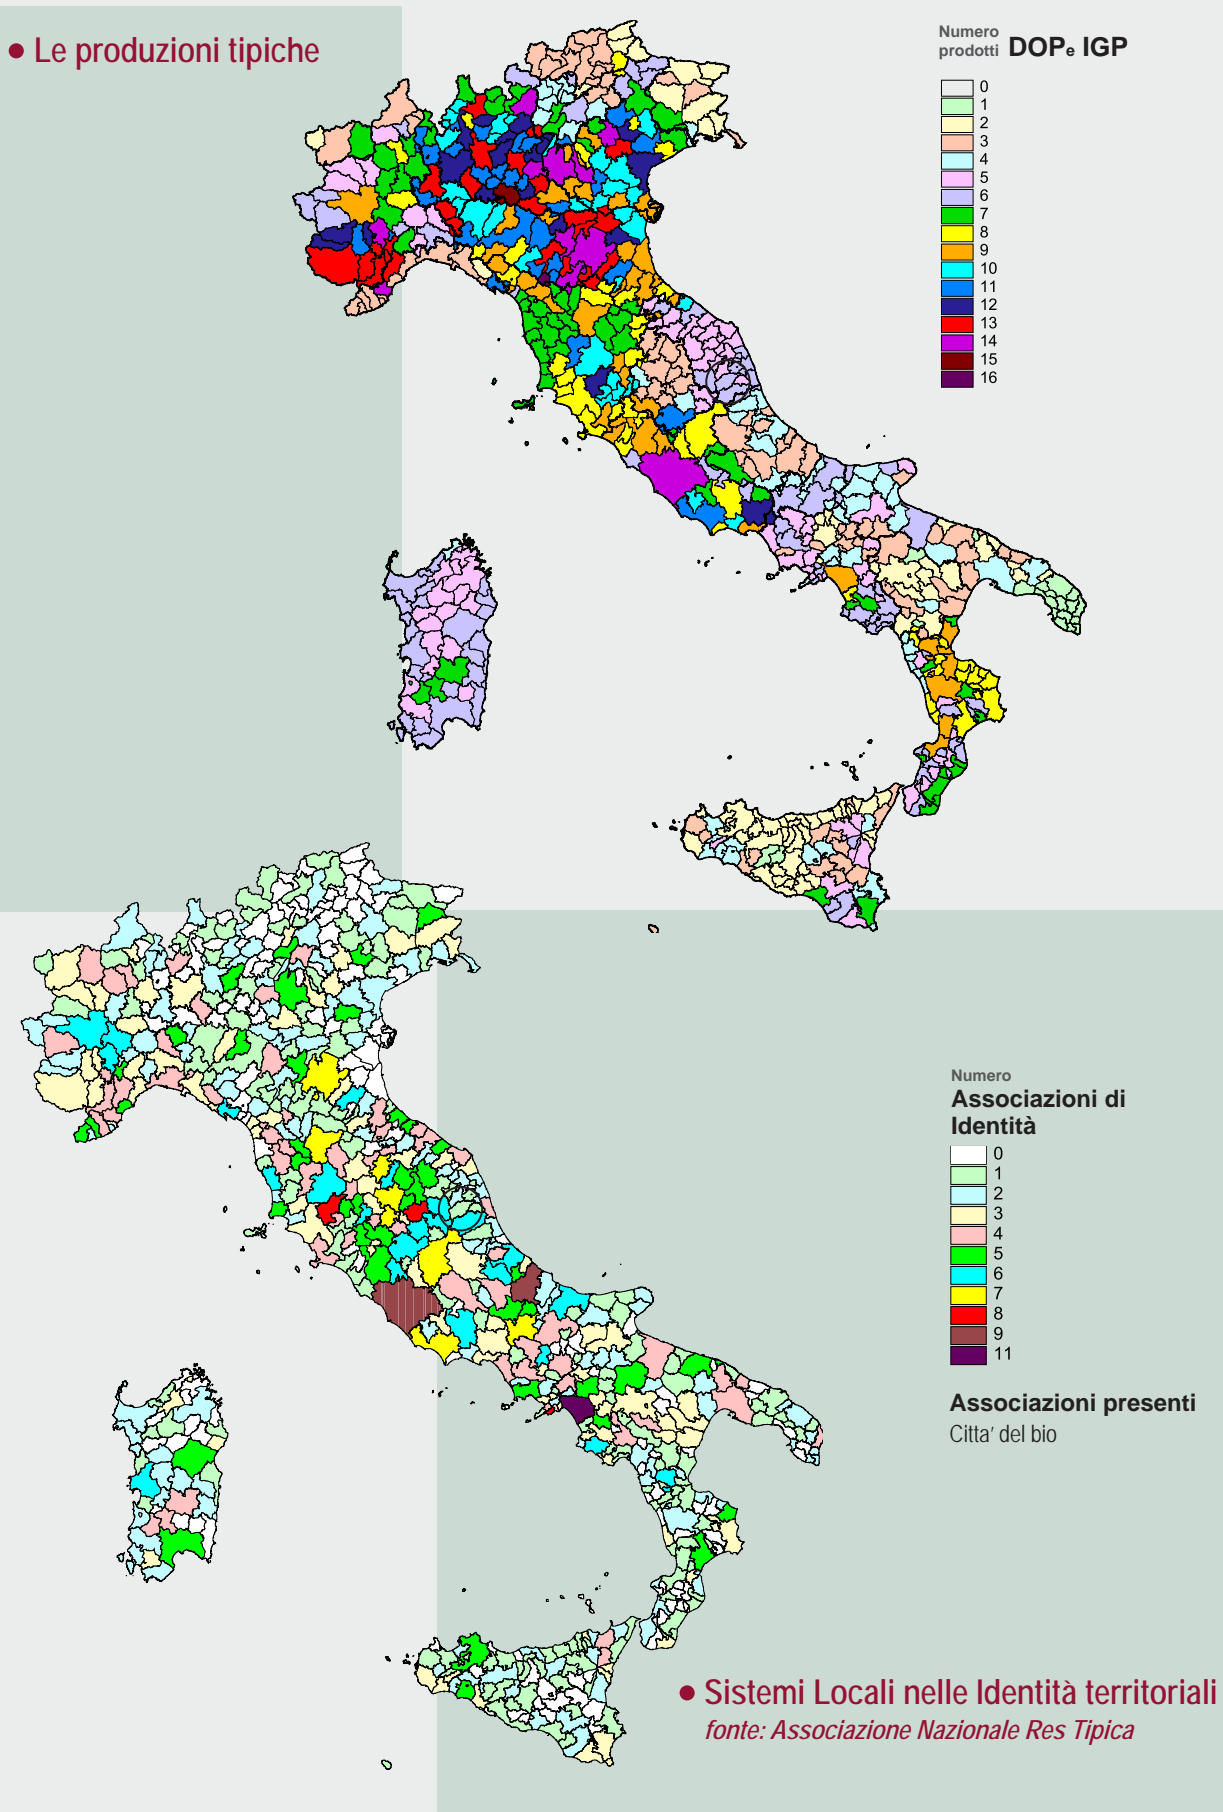 • Le produzioni tipiche
Numero
prodotti DOP e IGP
0
1
2
3
4
5
6
7
8
9
10
11
12
13
14
15
16
Numero
Associazioni di
Identità
0
1
2
3
4
5
6
7
8
9
11
Associazioni presenti
Citta' del bio
• Sistemi Locali nelle Identità territoriali
fonte: Associazione Nazionale Res Tipica